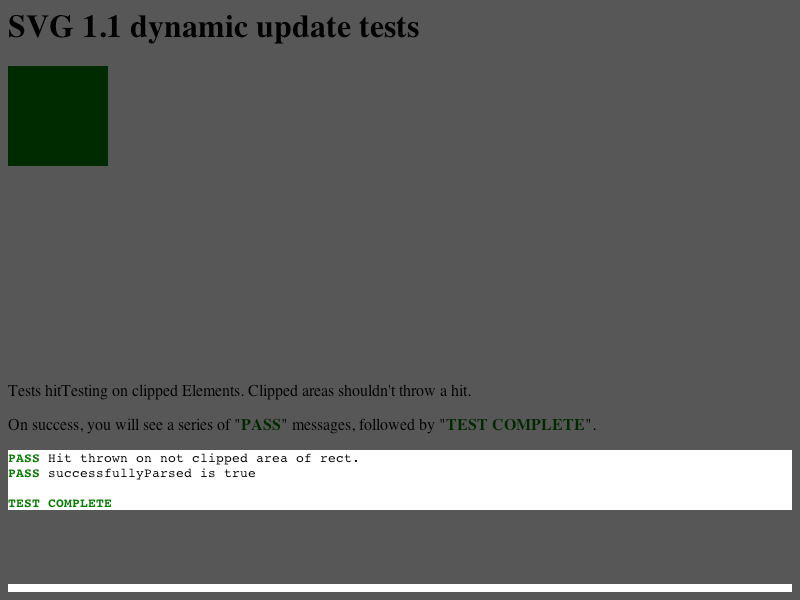 SVG 1.1 dynamic update tests
Tests hitTesting on clipped Elements. Clipped areas shouldn't throw a hit.
On success, you will see a series of "PASS" messages, followed by "TEST COMPLETE".
PASS Hit thrown on not clipped area of rect.
PASS successfullyParsed is true
TEST COMPLETE